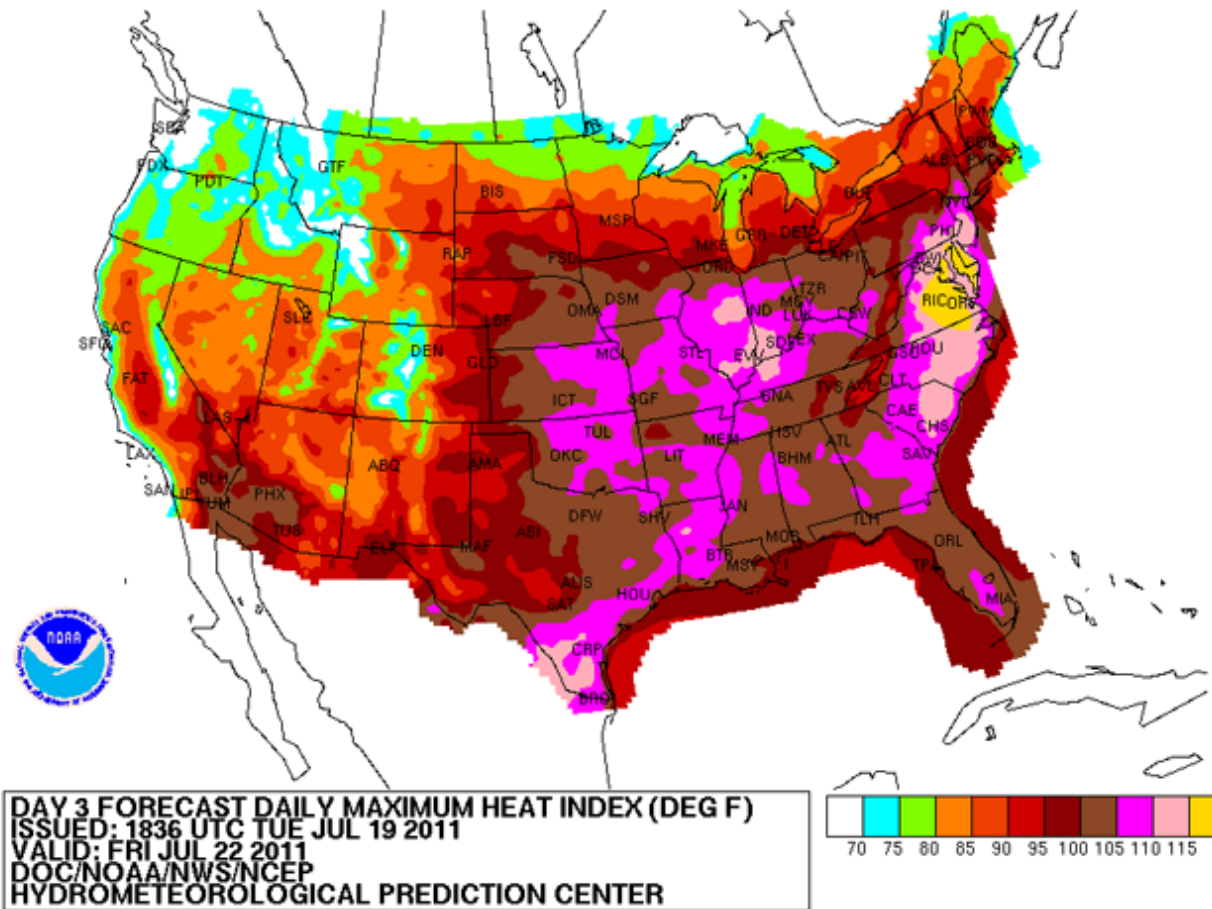 SEA
PDX
PDT
GTF
BIS
MSP
RAP
FSD
MKE
GRR
DET
BUF
ALB
PWM
BOS
PVD
NYC
PHL
BWI
DCA
RIC
ORF
ORD
CLE
PIT
DSM
OMA
LBF
IND
LUK
CRW
SAC
SFO
SLC
DEN
GLD
MCI
STL
EVV
SDF
LEX
RDU
GSO
FAT
LAS
ICT
SGF
BNA
TYS
AVL
CLT
CAE
CHS
TUL
OKC
LIT
MEM
HSV
ATL
BHM
SAV
LAX
SAN
BLH
YUM
PHX
TUS
ABQ
AMA
ELP
MAF
ABI
DFW
SHV
JAN
MOB
TLH
ORL
TPA
MIA
BTR
MSY
AUS
SAT
HOU
CRP
BRO
NOAA
DAY 3 FORECAST DAILY MAXIMUM HEAT INDEX (DEG F)
ISSUED: 1836 UTC TUE JUL 19 2011
VALID: FRI JUL 22 2011
DOC/NOAA/NWS/NCEP
HYDROMETEOROLOGICAL PREDICTION CENTER
70 75 80 85 90 95 100 105 110 115